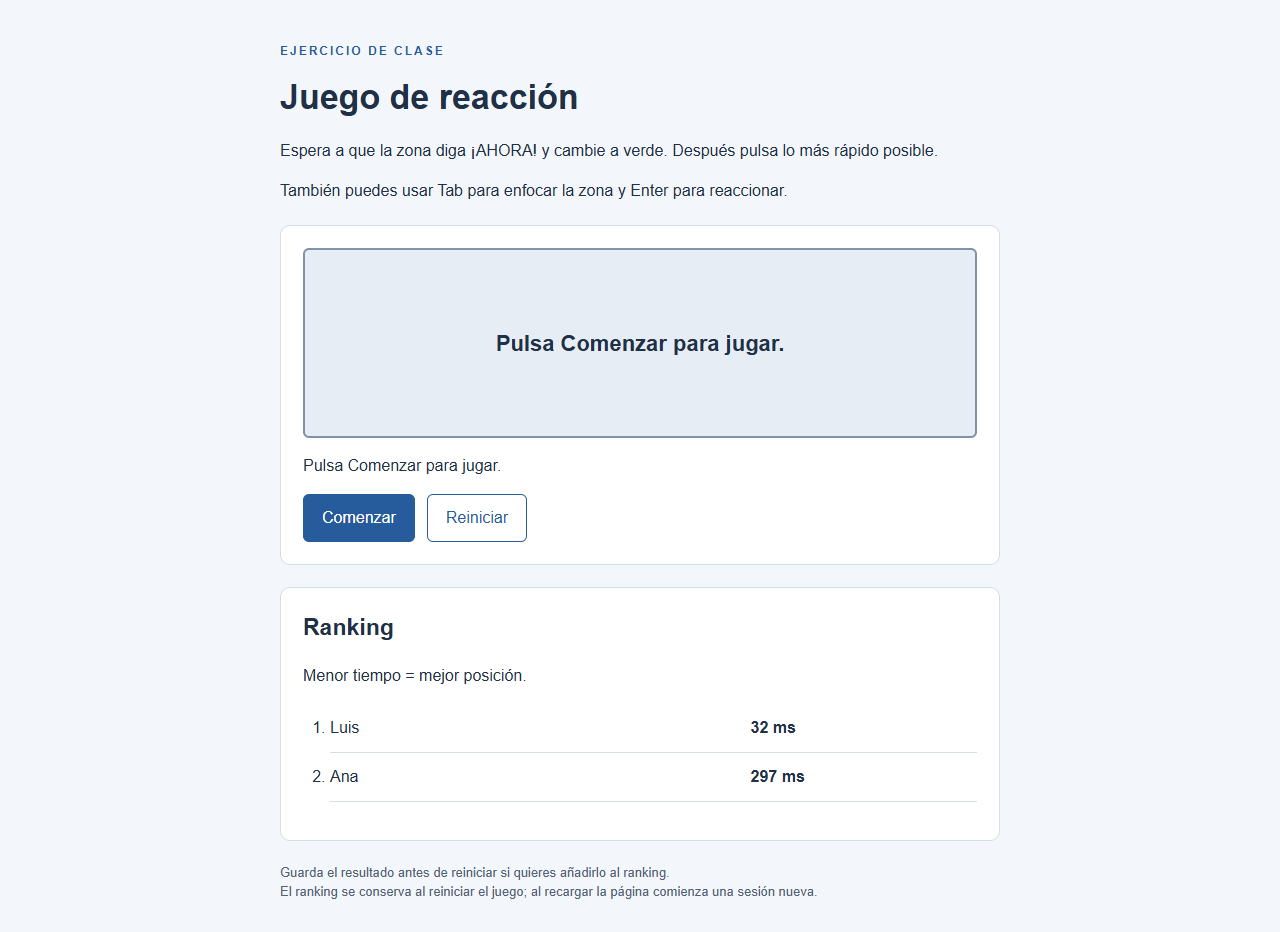 EJERCICIO DE CLASE
Juego de reacción
Espera a que la zona diga ¡AHORA! y cambie a verde. Después pulsa lo más rápido posible.
También puedes usar Tab para enfocar la zona y Enter para reaccionar.
Pulsa Comenzar para jugar.
Pulsa Comenzar para jugar.
Comenzar Reiniciar
Ranking
Menor tiempo = mejor posición.
1. Luis 32 ms
2. Ana 297 ms
Guarda el resultado antes de reiniciar si quieres añadirlo al ranking.
El ranking se conserva al reiniciar el juego; al recargar la página comienza una sesión nueva.